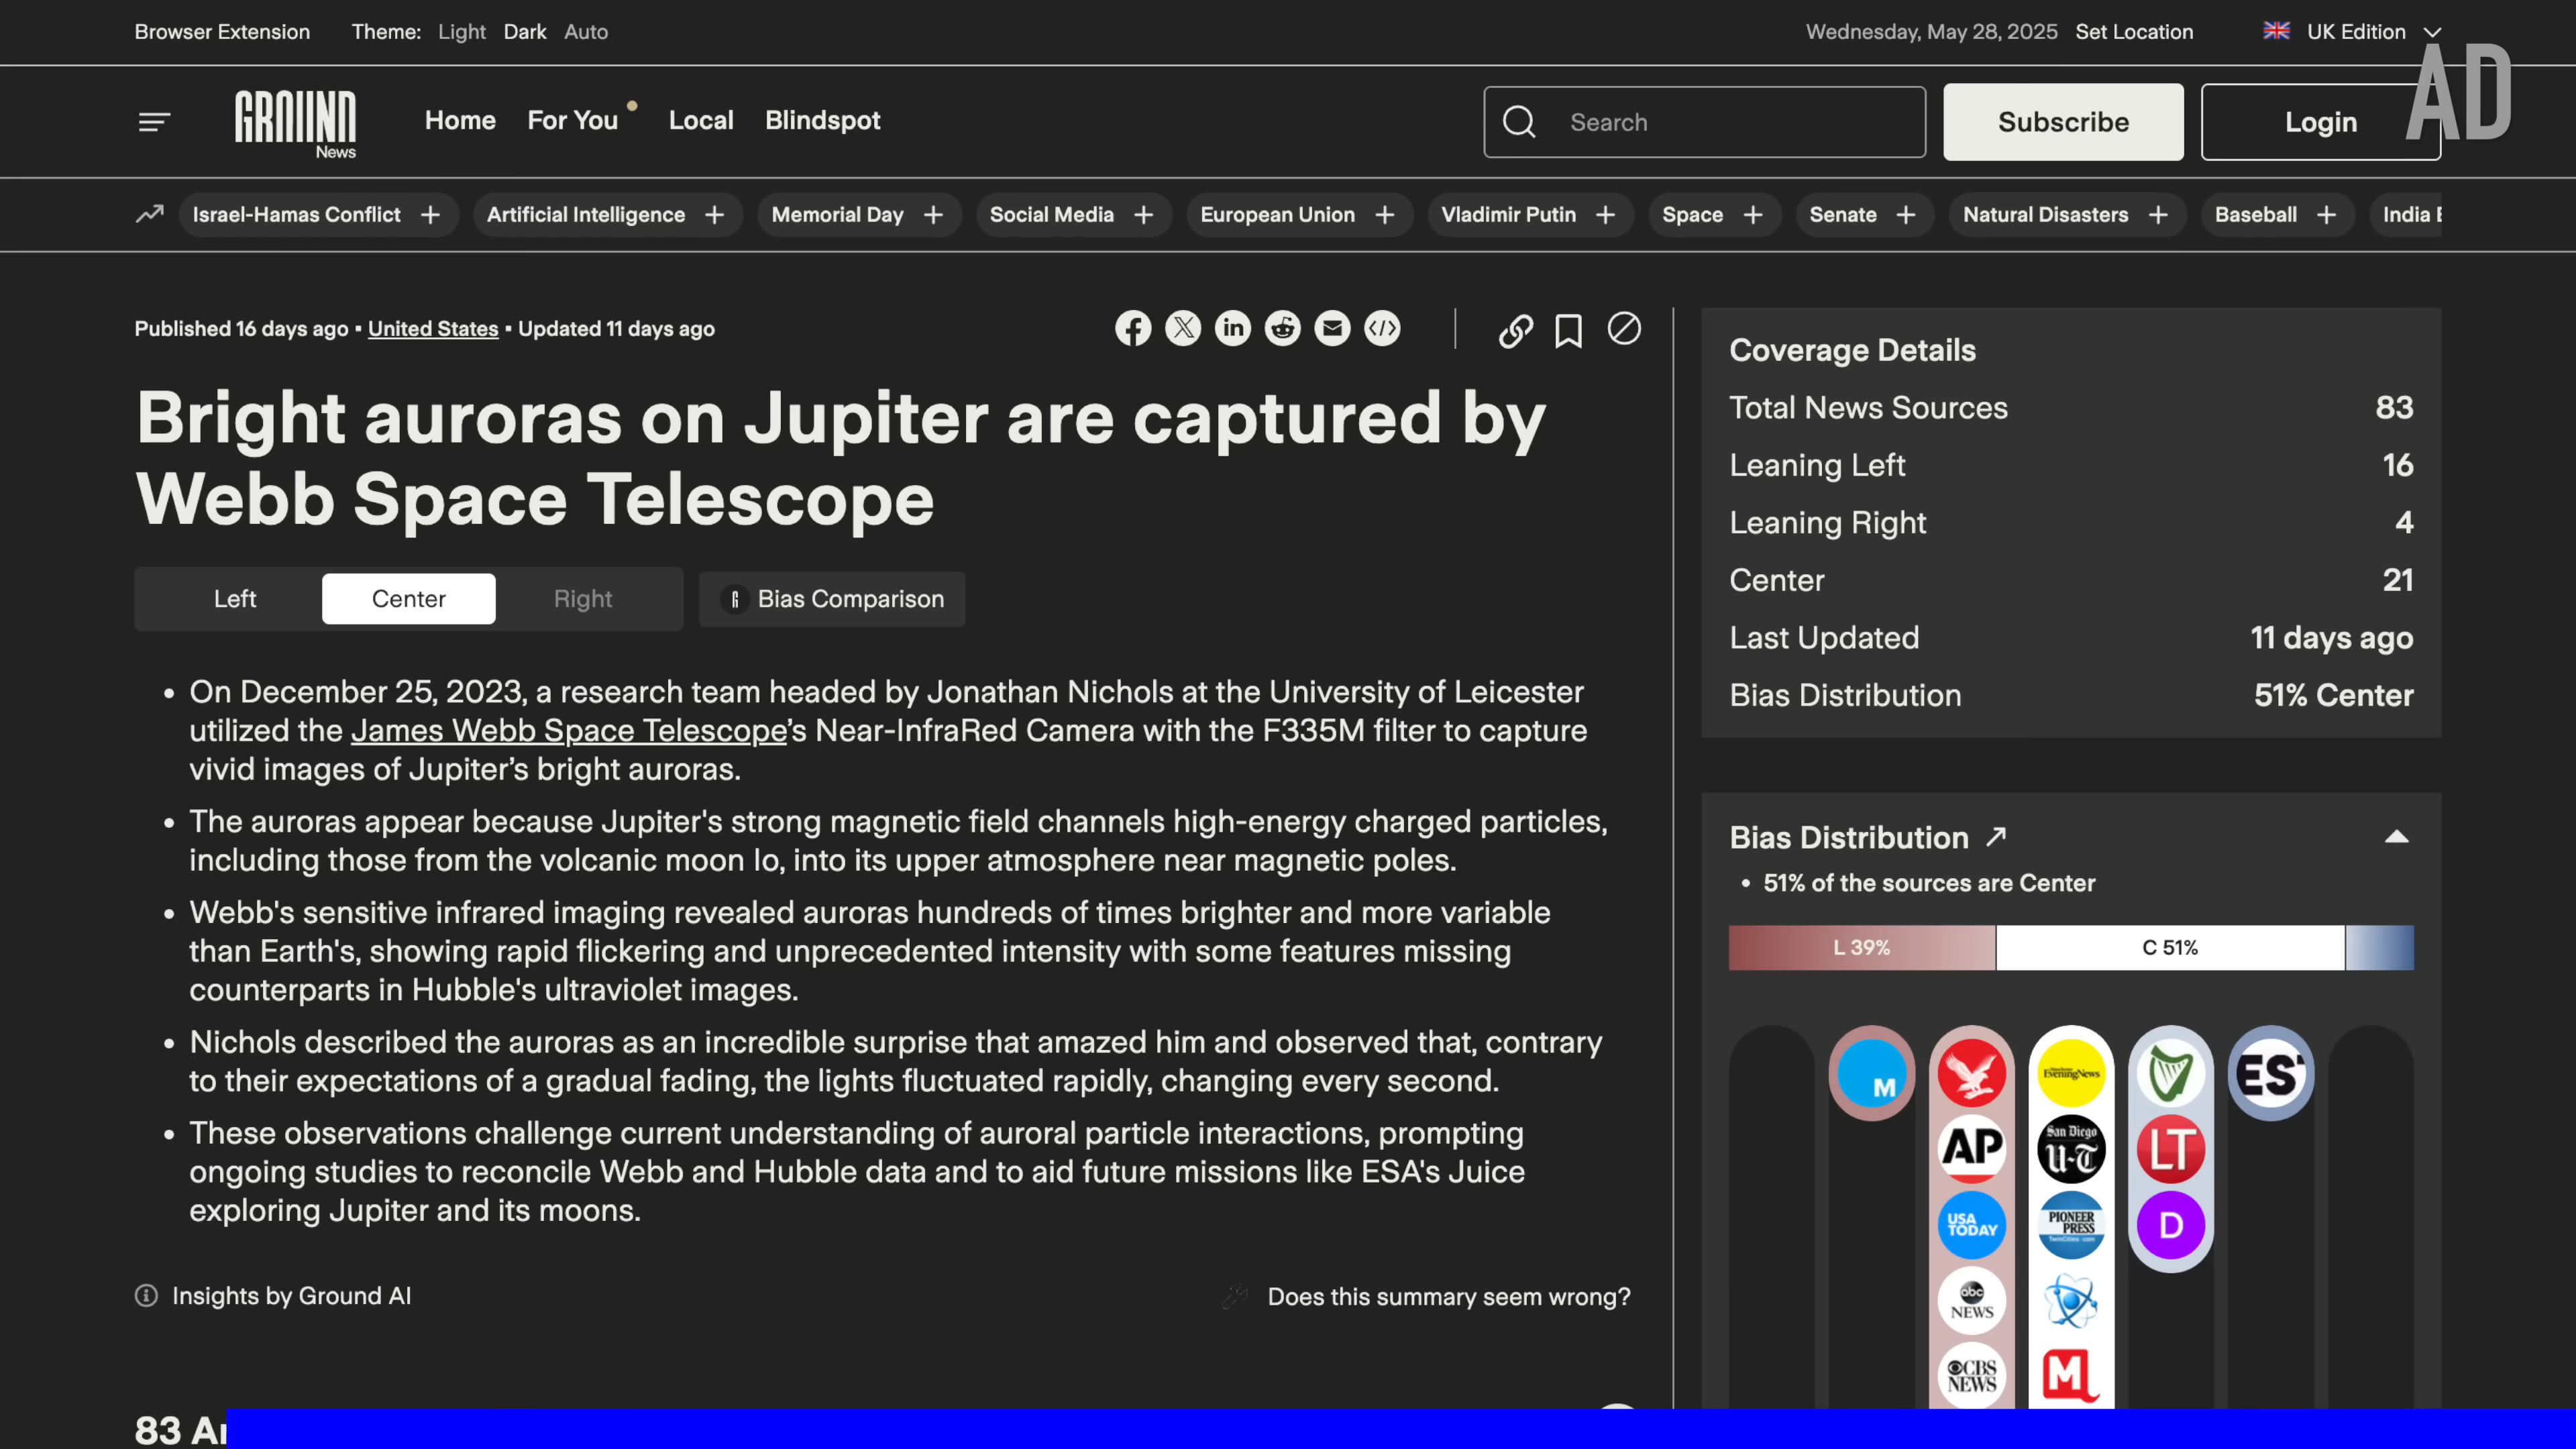 Browser Extension Theme: Light Dark Auto
Wednesday, May 28, 2025 Set Location UK Edition
AD
GROUND News
Home For You Local Blindspot
Search
Subscribe
Login
Israel-Hamas Conflict + Artificial Intelligence + Memorial Day + Social Media + European Union + Vladimir Putin + Space + Senate + Natural Disasters + Baseball + India
Published 16 days ago • United States • Updated 11 days ago
Bright auroras on Jupiter are captured by
Webb Space Telescope
Left Center Right Bias Comparison
• On December 25, 2023, a research team headed by Jonathan Nichols at the University of Leicester
utilized the James Webb Space Telescope’s Near-InfraRed Camera with the F335M filter to capture
vivid images of Jupiter’s bright auroras.
• The auroras appear because Jupiter's strong magnetic field channels high-energy charged particles,
including those from the volcanic moon Io, into its upper atmosphere near magnetic poles.
• Webb's sensitive infrared imaging revealed auroras hundreds of times brighter and more variable
than Earth's, showing rapid flickering and unprecedented intensity with some features missing
counterparts in Hubble's ultraviolet images.
• Nichols described the auroras as an incredible surprise that amazed him and observed that, contrary
to their expectations of a gradual fading, the lights fluctuated rapidly, changing every second.
• These observations challenge current understanding of auroral particle interactions, prompting
ongoing studies to reconcile Webb and Hubble data and to aid future missions like ESA's Juice
exploring Jupiter and its moons.
Insights by Ground AI
Does this summary seem wrong?
83
Coverage Details
Total News Sources 83
Leaning Left 16
Leaning Right 4
Center 21
Last Updated 11 days ago
Bias Distribution 51% Center
Bias Distribution
• 51% of the sources are Center
L 39% C 51%
M
Evening News
ES
AP
San Diego U-T
LT
USA TODAY
PIONEER PRESS
TwinCities.com
D
abc NEWS
CBS NEWS
M